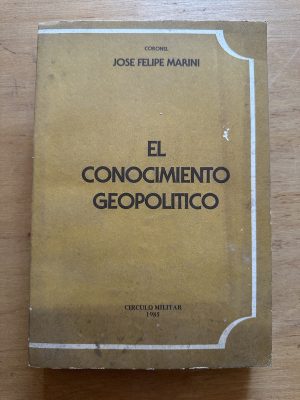 CORONEL
JOSE FELIPE MARINI
EL
CONOCIMIENTO
GEOPOLITICO
CIRCULO MILITAR
1985